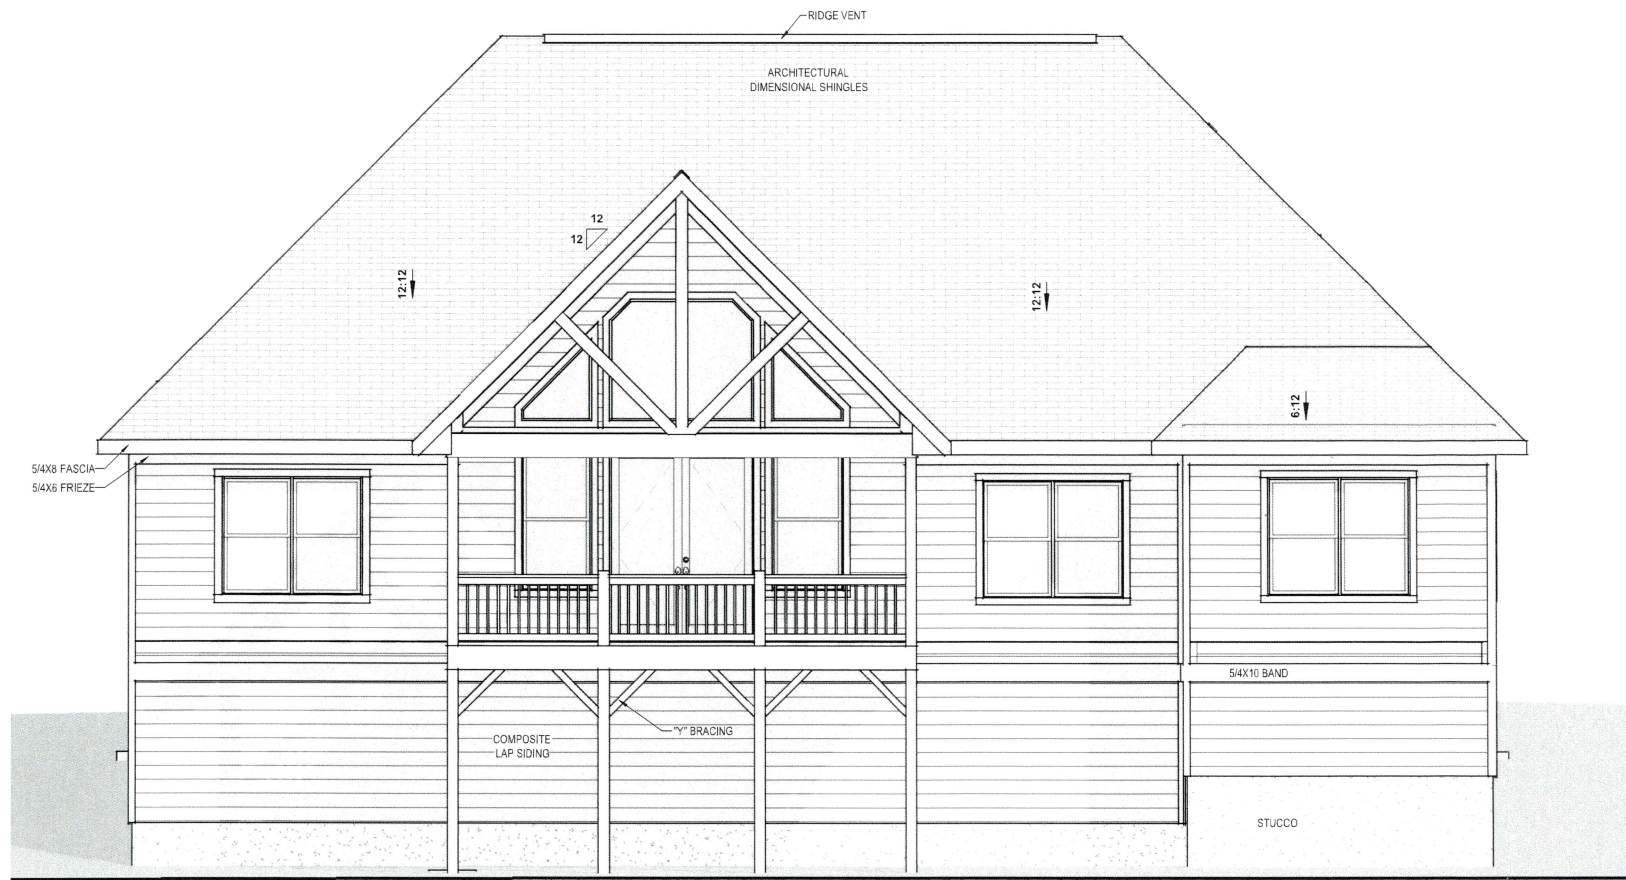 RIDGE VENT
ARCHITECTURAL
DIMENSIONAL SHINGLES
12
12
12:12
12:12
6:12
5/4X8 FASCIA
5/4X6 FRIEZE
5/4X10 BAND
"Y" BRACING
COMPOSITE
LAP SIDING
STUCCO